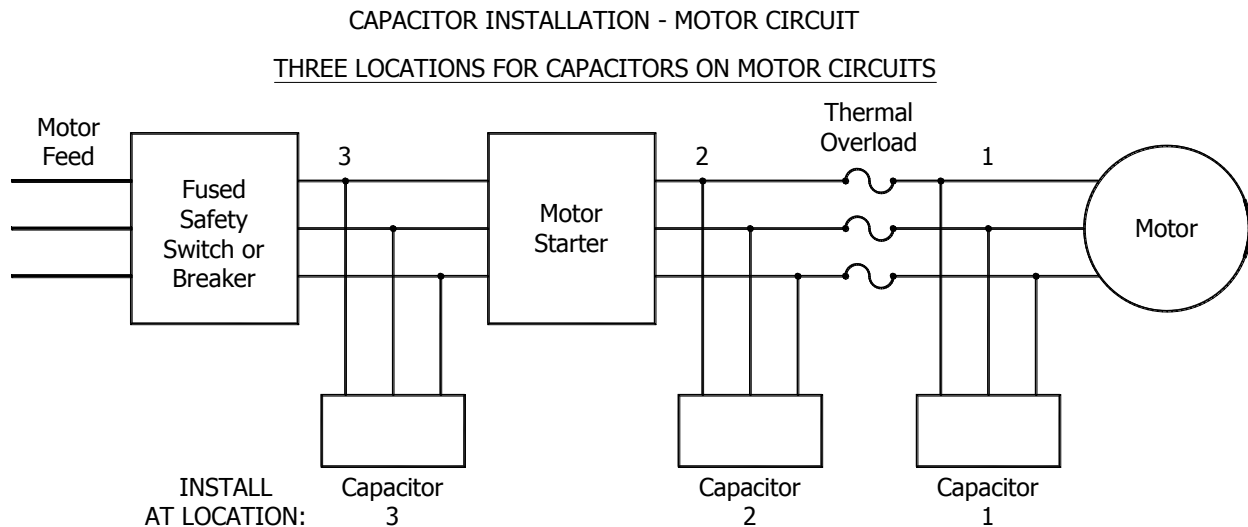 CAPACITOR INSTALLATION - MOTOR CIRCUIT
THREE LOCATIONS FOR CAPACITORS ON MOTOR CIRCUITS
Motor
Feed
Fused
Safety
Switch or
Breaker
3
Motor
Starter
2
Thermal
Overload
1
Motor
INSTALL
AT LOCATION:
Capacitor
3
Capacitor
2
Capacitor
1